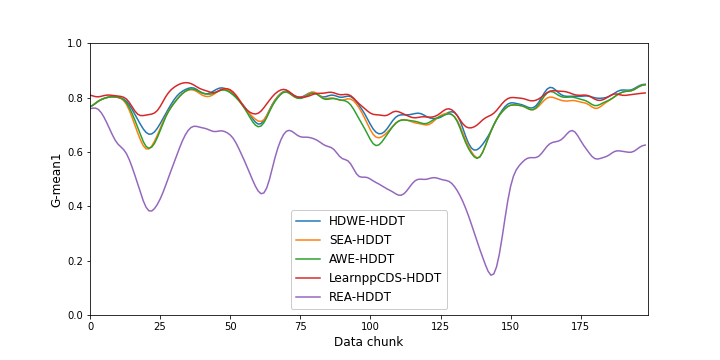 1.0
0.8
0.6
0.4
0.2
0.0
G-mean1
0
25
50
75
100
125
150
175
Data chunk
HDWE-HDDT
SEA-HDDT
AWE-HDDT
LearnppCDS-HDDT
REA-HDDT